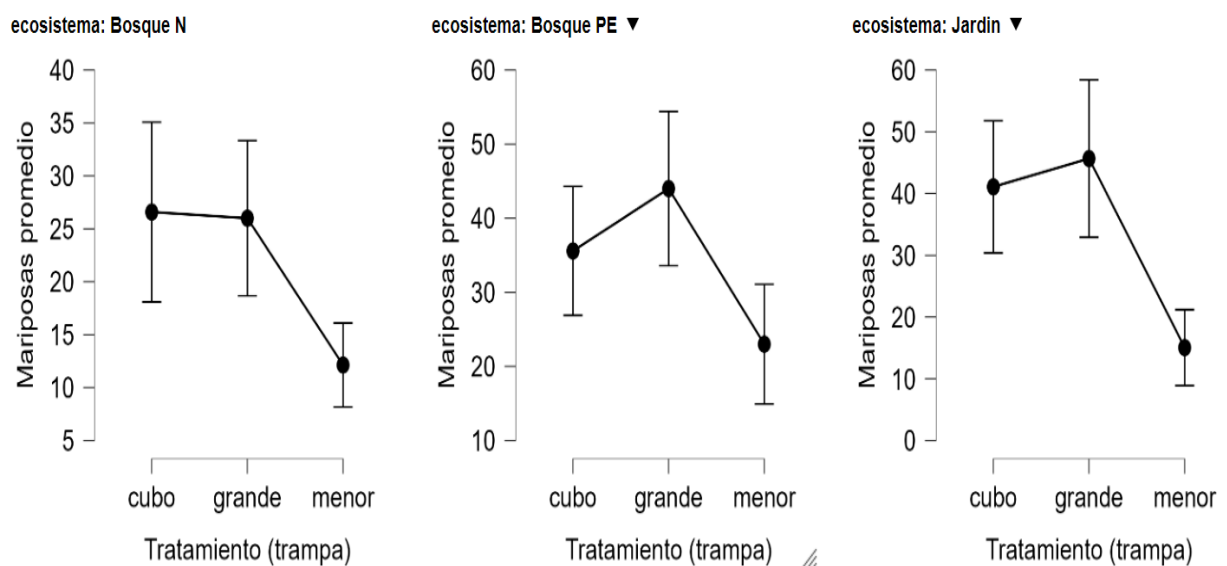 ecosistema: Bosque N
40
35
30
25
20
15
10
5
Mariposas promedio
cubo grande menor
Tratamiento (trampa)
ecosistema: Bosque PE ▼
60
50
40
30
20
10
Mariposas promedio
cubo grande menor
Tratamiento (trampa)
ecosistema: Jardin ▼
60
50
40
30
20
10
0
Mariposas promedio
cubo grande menor
Tratamiento (trampa)